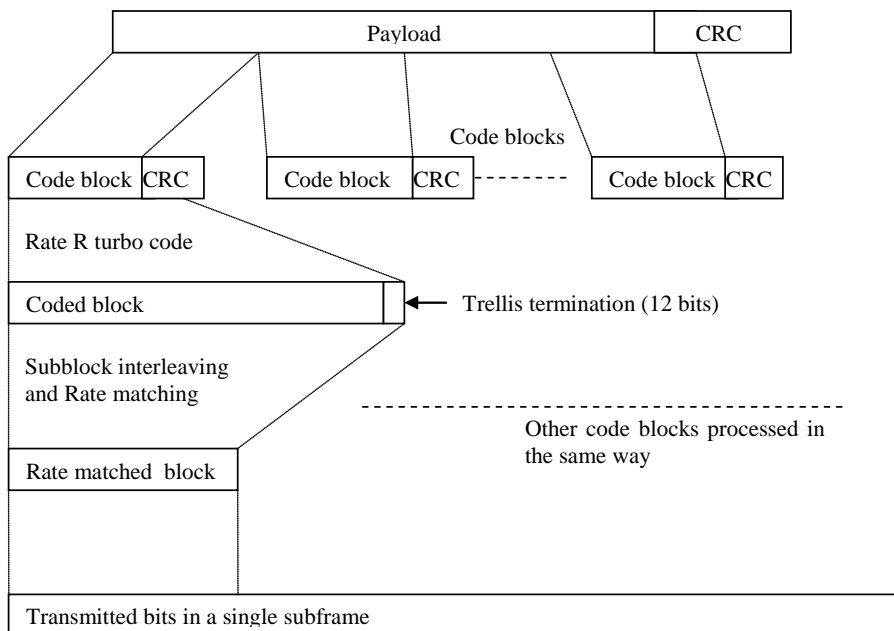 Payload CRC
Code blocks
Code block CRC Code block CRC Code block CRC
Rate R turbo code
Coded block
Trellis termination (12 bits)
Subblock interleaving
and Rate matching
Other code blocks processed in
the same way
Rate matched block
Transmitted bits in a single subframe